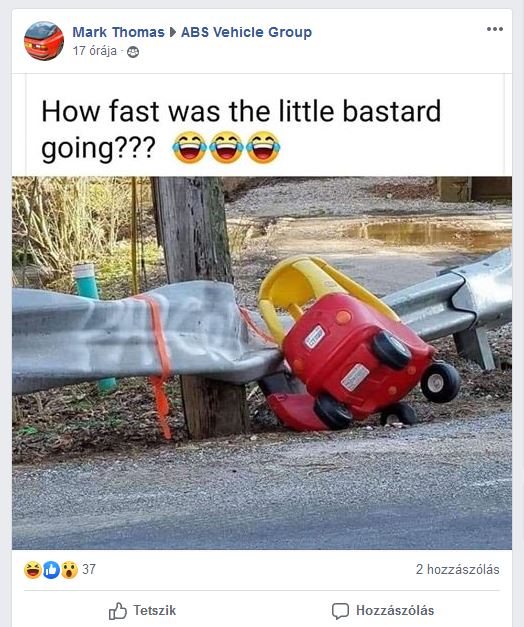 Mark Thomas ▸ ABS Vehicle Group
17 órája ·
How fast was the little bastard
going??? 😂😂😂
37
2 hozzászólás
Tetszik
Hozzászólás